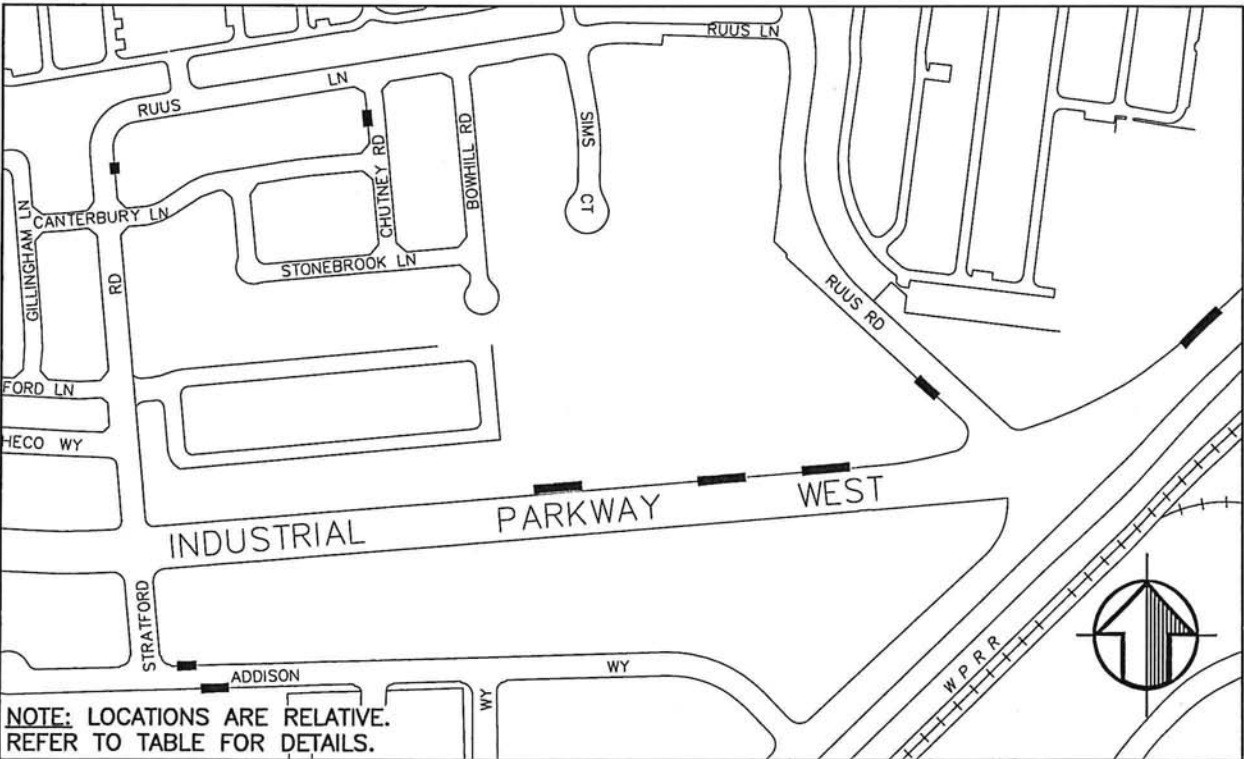 RUUS LN
RUUS LN
SIMS CT
CHUTNEY RD
BOWHILL RD
GILLINGHAM LN
CANTERBURY LN
STONEBROOK LN
RD
RUUS RD
FORD LN
HECO WY
INDUSTRIAL PARKWAY WEST
STRATFORD
ADDISON WY
WY
W P R R
NOTE: LOCATIONS ARE RELATIVE.
REFER TO TABLE FOR DETAILS.